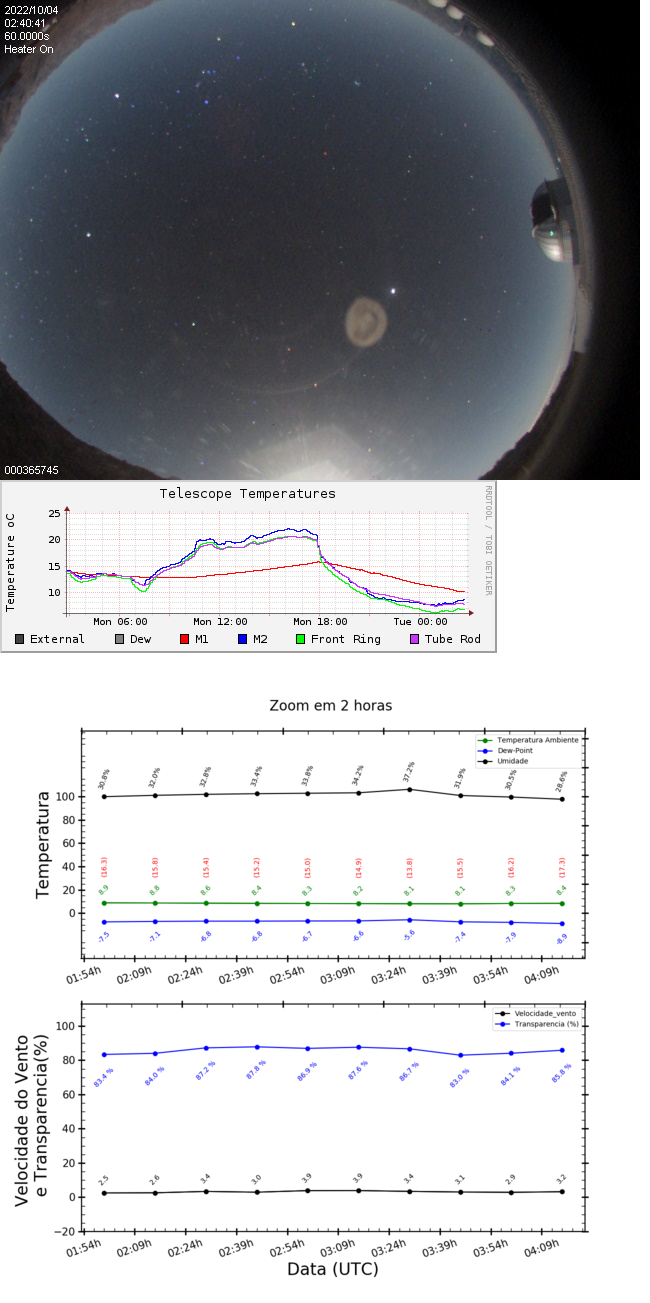 2022/10/04
02:40:41
60.0000s
Heater On
000365745
Telescope Temperatures
RRDTOOL / TOBI OETIKER
Temperature oC
25
20
15
10
Mon 06:00 Mon 12:00 Mon 18:00 Tue 00:00
External Dew M1 M2 Front Ring Tube Rod
Zoom em 2 horas
Temperatura Ambiente
Dew-Point
Umidade
Temperatura
100
80
60
40
20
0
30.8% 32.0% 32.8% 33.4% 33.8% 34.2% 37.2% 31.9% 30.5% 28.6%
(16.3) (15.8) (15.4) (15.2) (15.0) (14.9) (13.8) (15.5) (16.2) (17.3)
8.9 8.8 8.6 8.4 8.3 8.2 8.1 8.1 8.3 8.4
-7.5 -7.1 -6.8 -6.8 -6.7 -6.6 -5.6 -7.4 -7.9 -8.9
01:54h 02:09h 02:24h 02:39h 02:54h 03:09h 03:24h 03:39h 03:54h 04:09h
Velocidade_vento
Transparencia (%)
Velocidade do Vento
e Transparencia(%)
100
80
60
40
20
0
−20
83.4 % 84.0 % 87.2 % 87.8 % 86.9 % 87.6 % 86.7 % 83.0 % 84.1 % 85.8 %
2.5 2.6 3.4 3.0 3.9 3.9 3.4 3.1 2.9 3.2
01:54h 02:09h 02:24h 02:39h 02:54h 03:09h 03:24h 03:39h 03:54h 04:09h
Data (UTC)